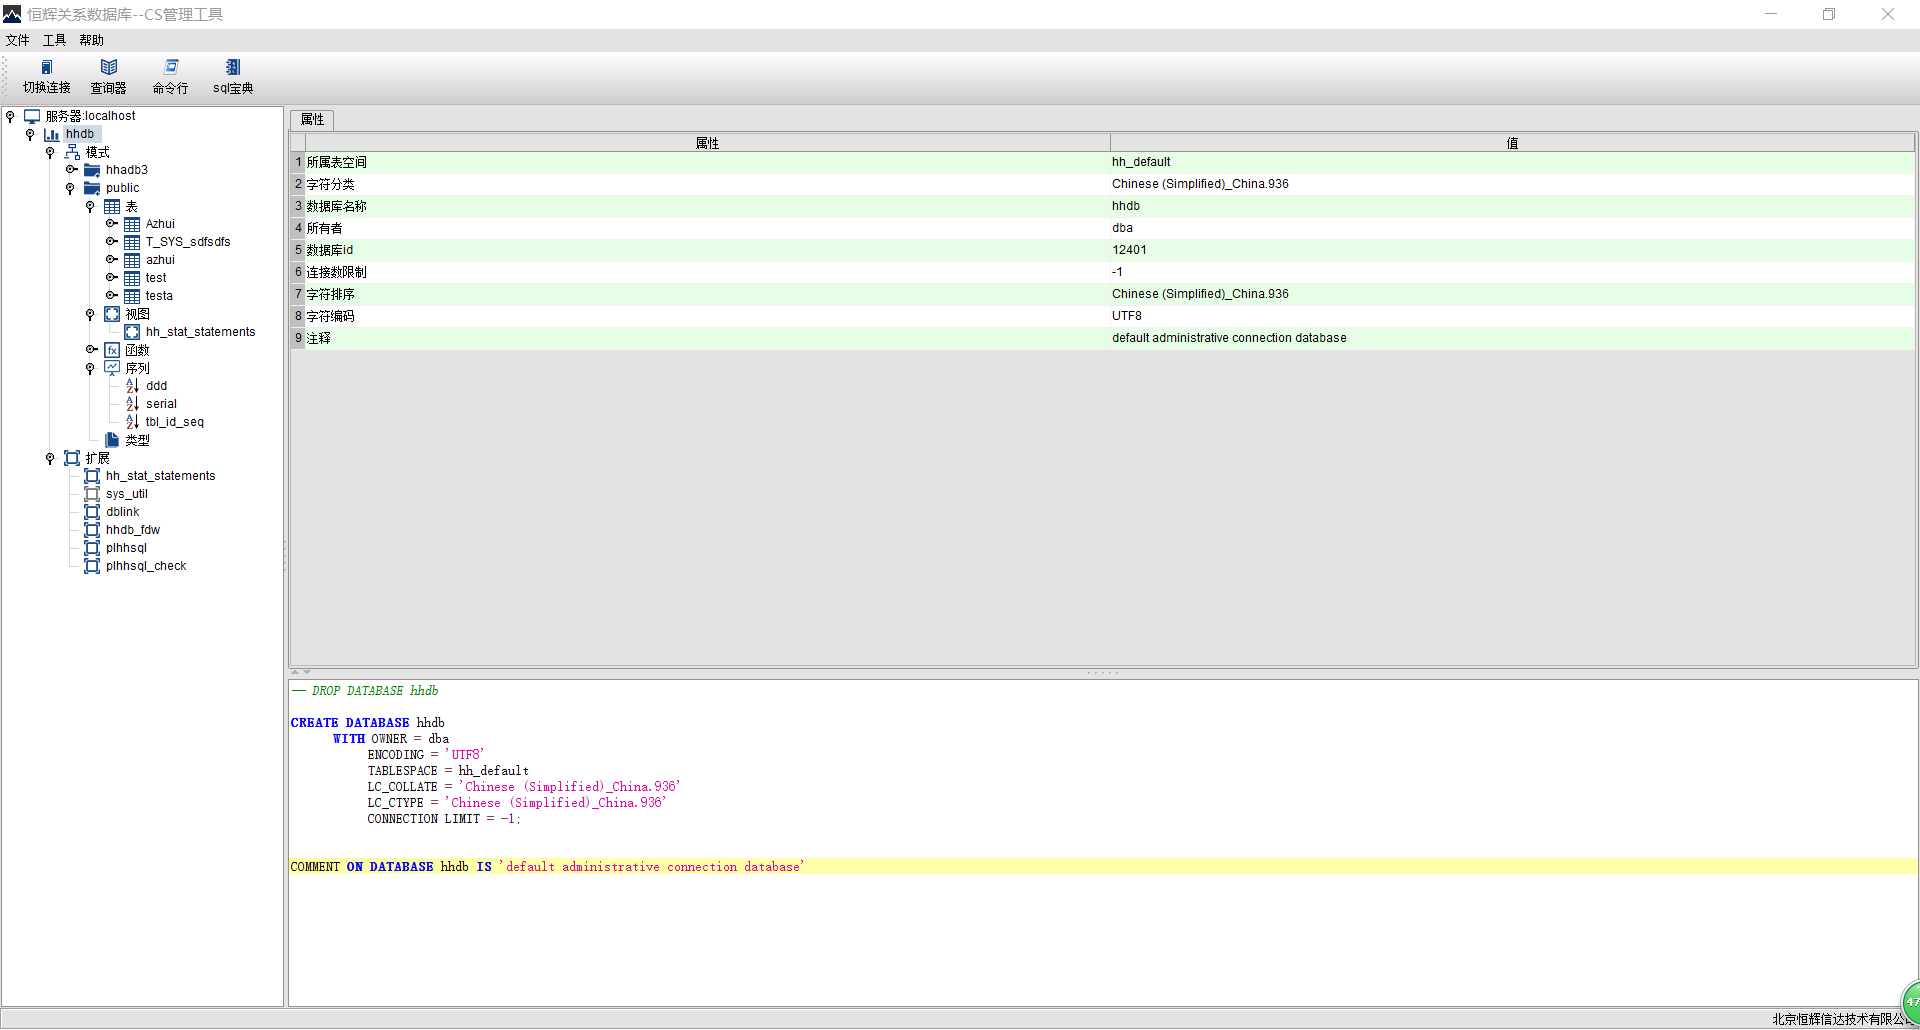 恒辉关系数据库--CS管理工具
文件 工具 帮助
切换连接 查询器 命令行 sql宝典
服务器:localhost
hhdb
模式
hhadb3
public
表
Azhui
T_SYS_sdfsdfs
azhui
test
testa
视图
hh_stat_statements
fx 函数
序列
ddd
serial
tbl_id_seq
类型
扩展
hh_stat_statements
sys_util
dblink
hhdb_fdw
plhhsql
plhhsql_check
属性
属性 值
1 所属表空间 hh_default
2 字符分类 Chinese (Simplified)_China.936
3 数据库名称 hhdb
4 所有者 dba
5 数据库id 12401
6 连接数限制 -1
7 字符排序 Chinese (Simplified)_China.936
8 字符编码 UTF8
9 注释 default administrative connection database
-- DROP DATABASE hhdb
CREATE DATABASE hhdb
WITH OWNER = dba
ENCODING = 'UTF8'
TABLESPACE = hh_default
LC_COLLATE = 'Chinese (Simplified)_China.936'
LC_CTYPE = 'Chinese (Simplified)_China.936'
CONNECTION LIMIT = -1;
COMMENT ON DATABASE hhdb IS 'default administrative connection database'
47
北京恒辉信达技术有限公